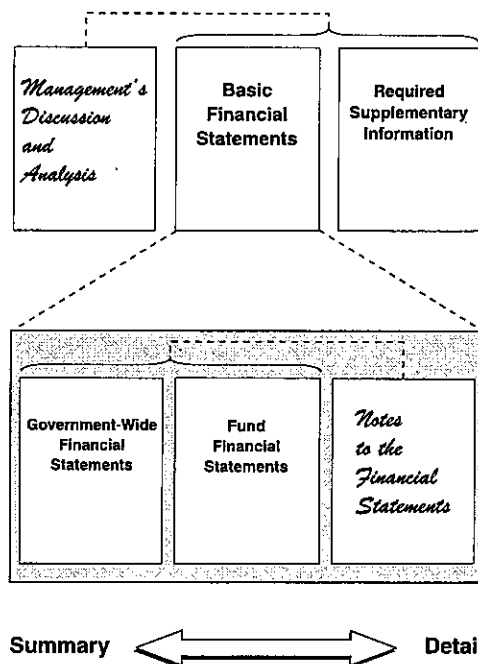 Management's
Discussion
and
Analysis
Basic
Financial
Statements
Required
Supplementary
Information
Government-Wide
Financial
Statements
Fund
Financial
Statements
Notes
to the
Financial
Statements
Summary
Detai